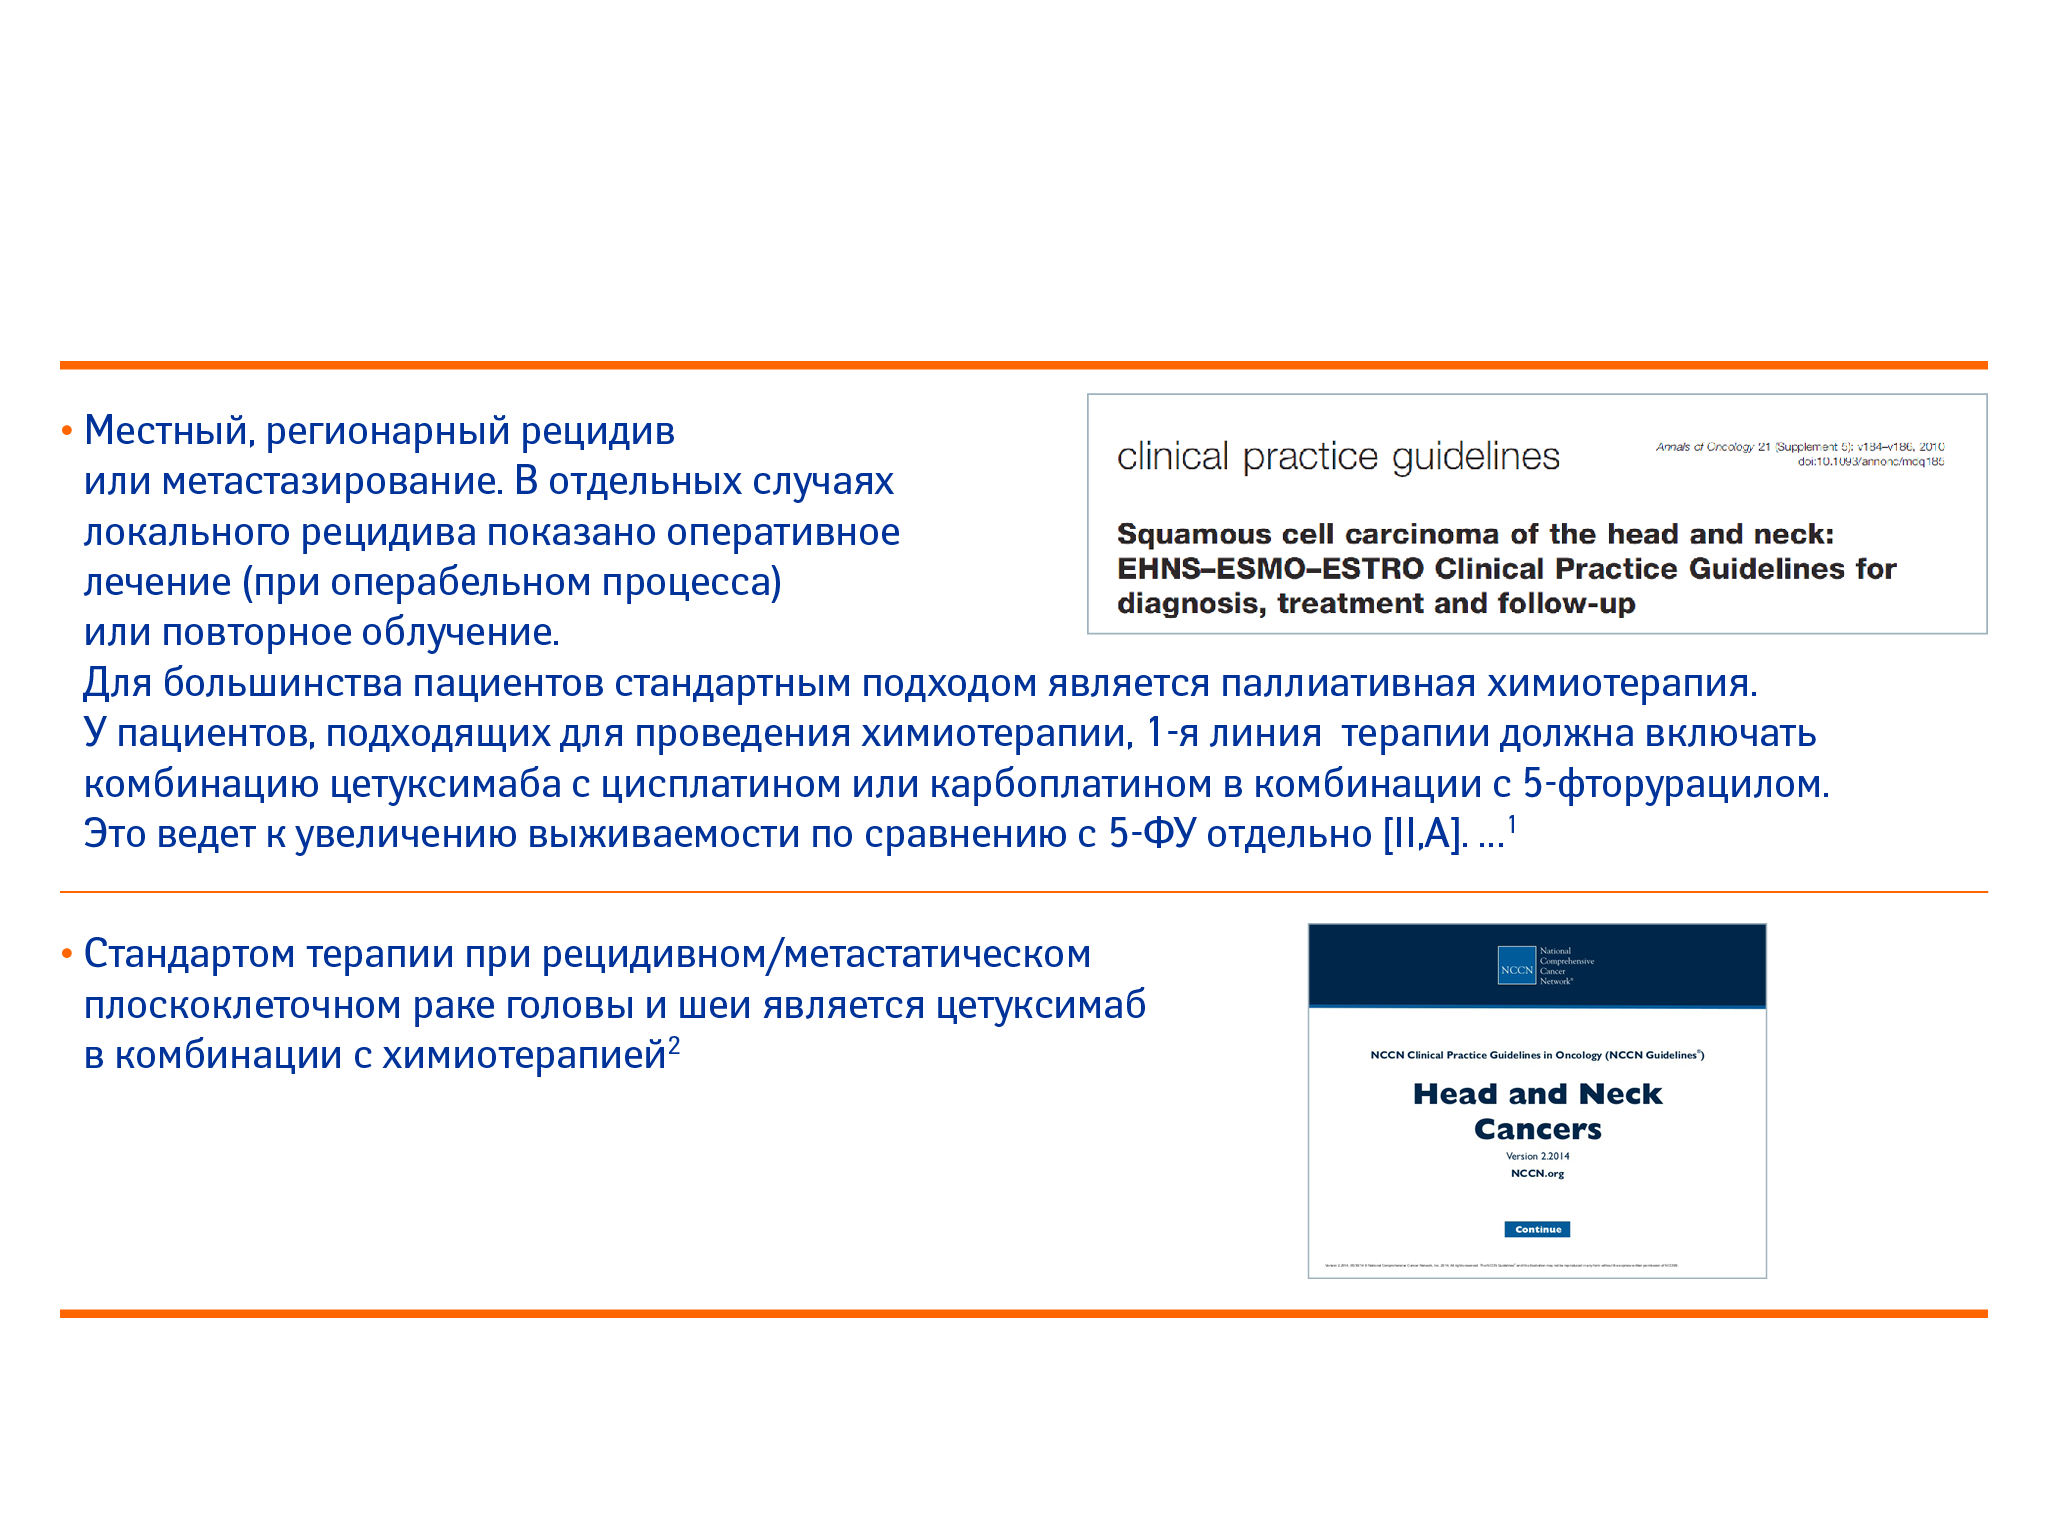 • Местный, регионарный рецидив
или метастазирование. В отдельных случаях
локального рецидива показано оперативное
лечение (при операбельном процесса)
или повторное облучение.
Для большинства пациентов стандартным подходом является паллиативная химиотерапия.
У пациентов, подходящих для проведения химиотерапии, 1-я линия терапии должна включать
комбинацию цетуксимаба с цисплатином или карбоплатином в комбинации с 5-фторурацилом.
Это ведет к увеличению выживаемости по сравнению с 5-ФУ отдельно [II,A]. ...¹
clinical practice guidelines
Annals of Oncology 21 (Supplement 5): v184–v186, 2010
doi:10.1093/annonc/mdq185
Squamous cell carcinoma of the head and neck:
EHNS–ESMO–ESTRO Clinical Practice Guidelines for
diagnosis, treatment and follow-up
• Стандартом терапии при рецидивном/метастатическом
плоскоклеточном раке головы и шеи является цетуксимаб
в комбинации с химиотерапией²
NCCN
National
Comprehensive
Cancer
Network®
NCCN Clinical Practice Guidelines in Oncology (NCCN Guidelines®)
Head and Neck
Cancers
Version 2.2014
NCCN.org
Continue